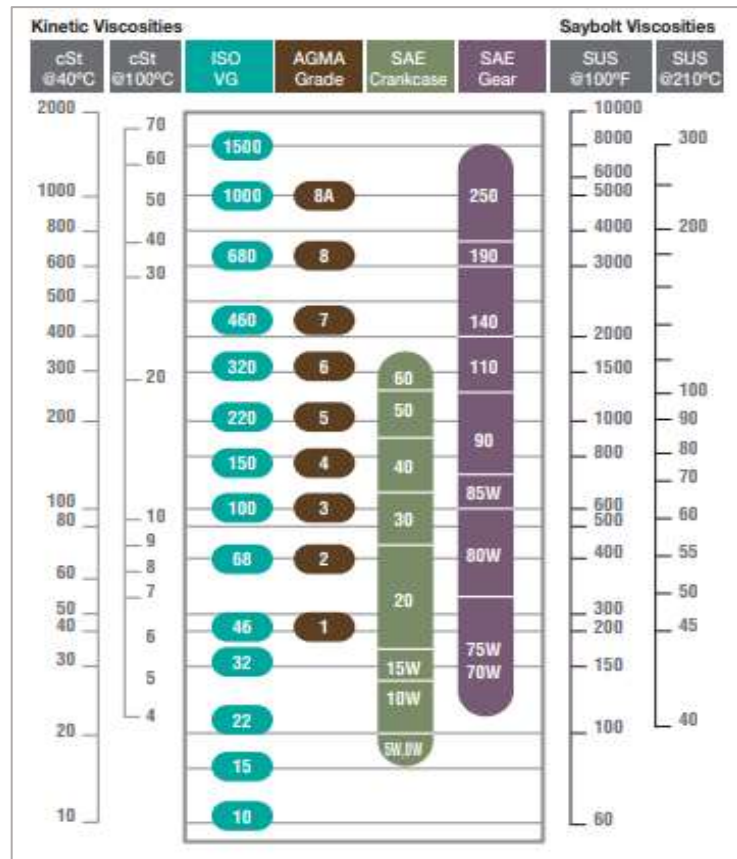 Kinetic Viscosities Saybolt Viscosities
cSt cSt ISO AGMA SAE SAE SUS SUS
@40ºC @100ºC VG Grade Crankcase Gear @100ºF @210ºC
2000 10000
70
8000 300
1500
60
6000
1000 1000 8A 250 5000
50
800 4000 200
40
680 8 190
600 3000
30
500
460 7 140
400 2000
300 320 6 110 1500
20 60
100
50
200 220 5 1000 90
90
80
800
150 4 40
70
85W
100 100 3 600
80 10 30 500 60
9
68 2 80W 400 55
8
60
7 50
20
50 300
40 46 1 200 45
6
75W
30 32 15W 150
70W
5
10W
4
22 40
20 100
5W,0W
15
10 10 60